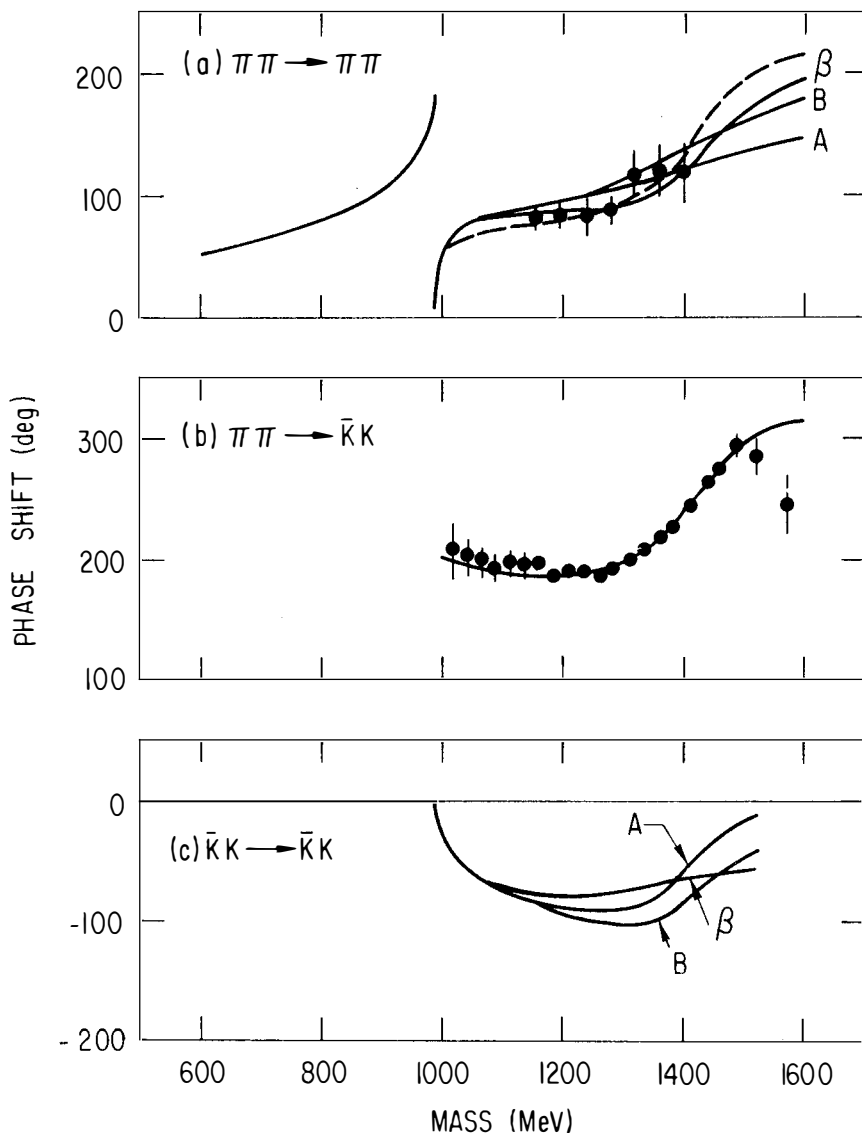 (a) ππ → ππ
200
100
0
β
B
A
(b) ππ → K̄K
300
200
100
PHASE SHIFT (deg)
(c) K̄K → K̄K
0
-100
-200
A
β
B
600 800 1000 1200 1400 1600
MASS (MeV)